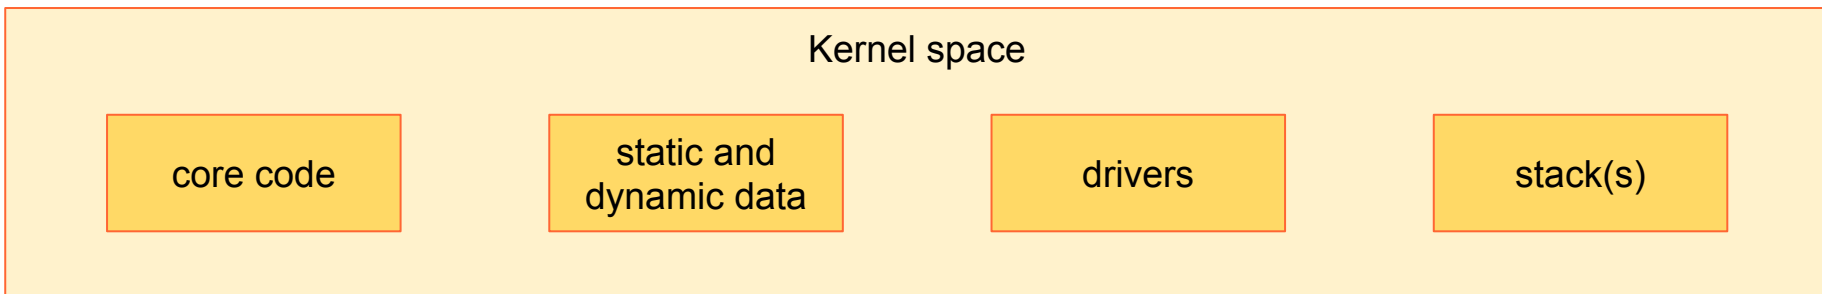 Kernel space
core code
static and
dynamic data
drivers
stack(s)